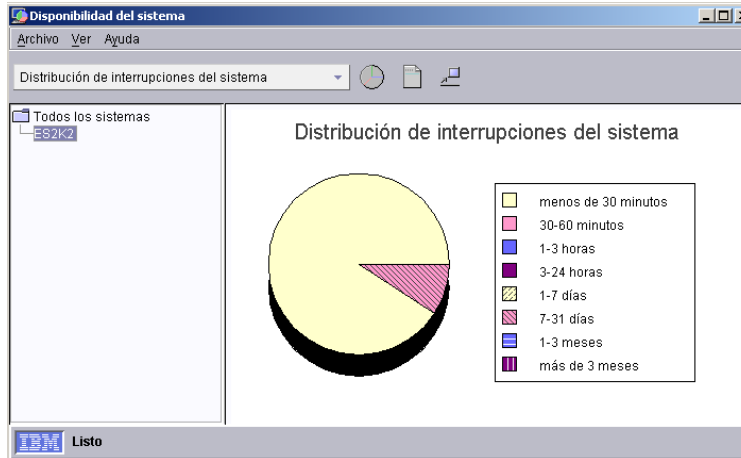 Disponibilidad del sistema
Archivo Ver Ayuda
Distribución de interrupciones del sistema
Todos los sistemas
ES2K2
Distribución de interrupciones del sistema
menos de 30 minutos
30-60 minutos
1-3 horas
3-24 horas
1-7 días
7-31 días
1-3 meses
más de 3 meses
IBM Listo